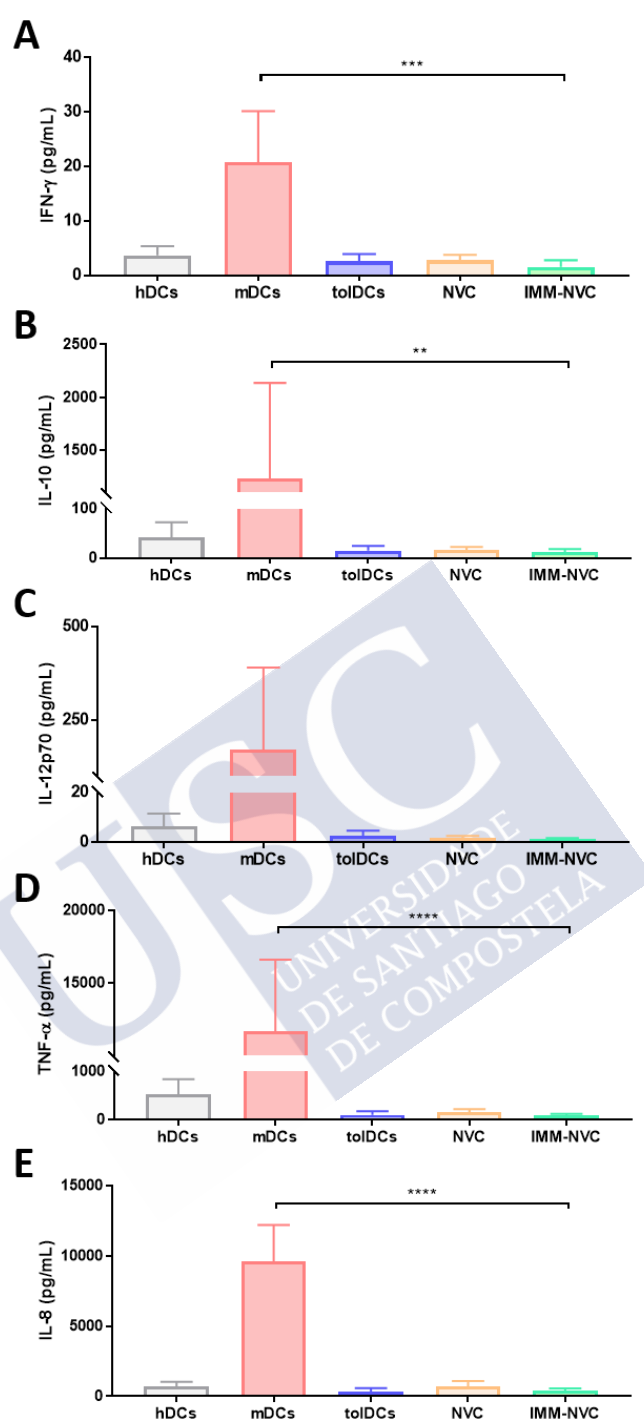 A
IFN-γ (pg/mL)
40
30
20
10
0
***
hDCs mDCs tolDCs NVC IMM-NVC
B
IL-10 (pg/mL)
2500
2000
1500
100
0
**
hDCs mDCs tolDCs NVC IMM-NVC
C
IL-12p70 (pg/mL)
500
250
20
0
hDCs mDCs tolDCs NVC IMM-NVC
D
TNF-α (pg/mL)
20000
15000
1000
0
****
hDCs mDCs tolDCs NVC IMM-NVC
E
IL-8 (pg/mL)
15000
10000
5000
0
****
hDCs mDCs tolDCs NVC IMM-NVC
USC
UNIVERSIDADE
DE SANTIAGO
DE COMPOSTELA